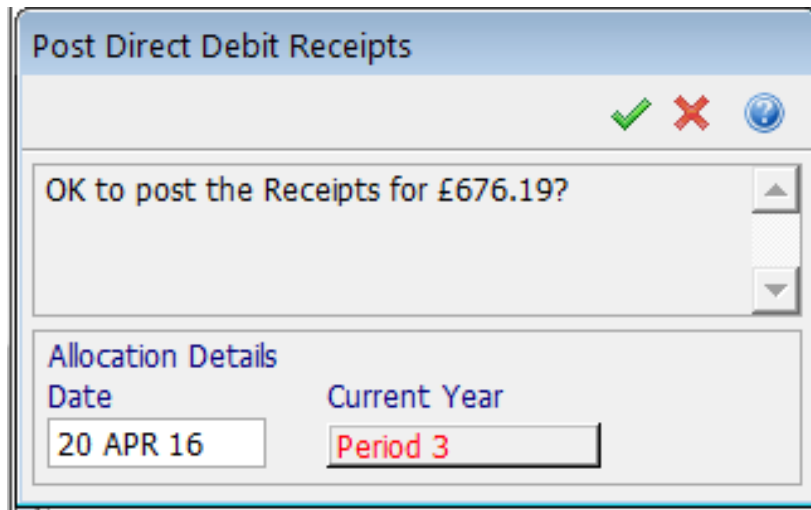 Post Direct Debit Receipts
OK to post the Receipts for £676.19?
Allocation Details
Date
Current Year
20 APR 16
Period 3